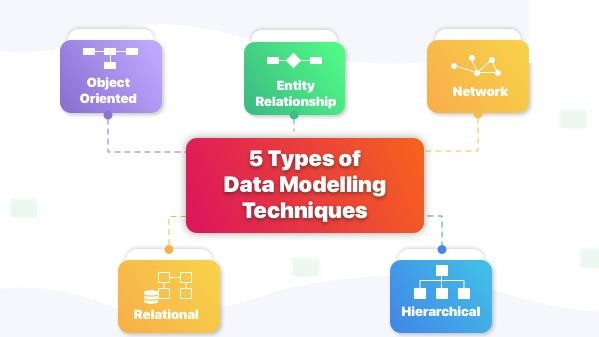 Object
Oriented
Entity
Relationship
Network
5 Types of
Data Modelling
Techniques
Relational
Hierarchical